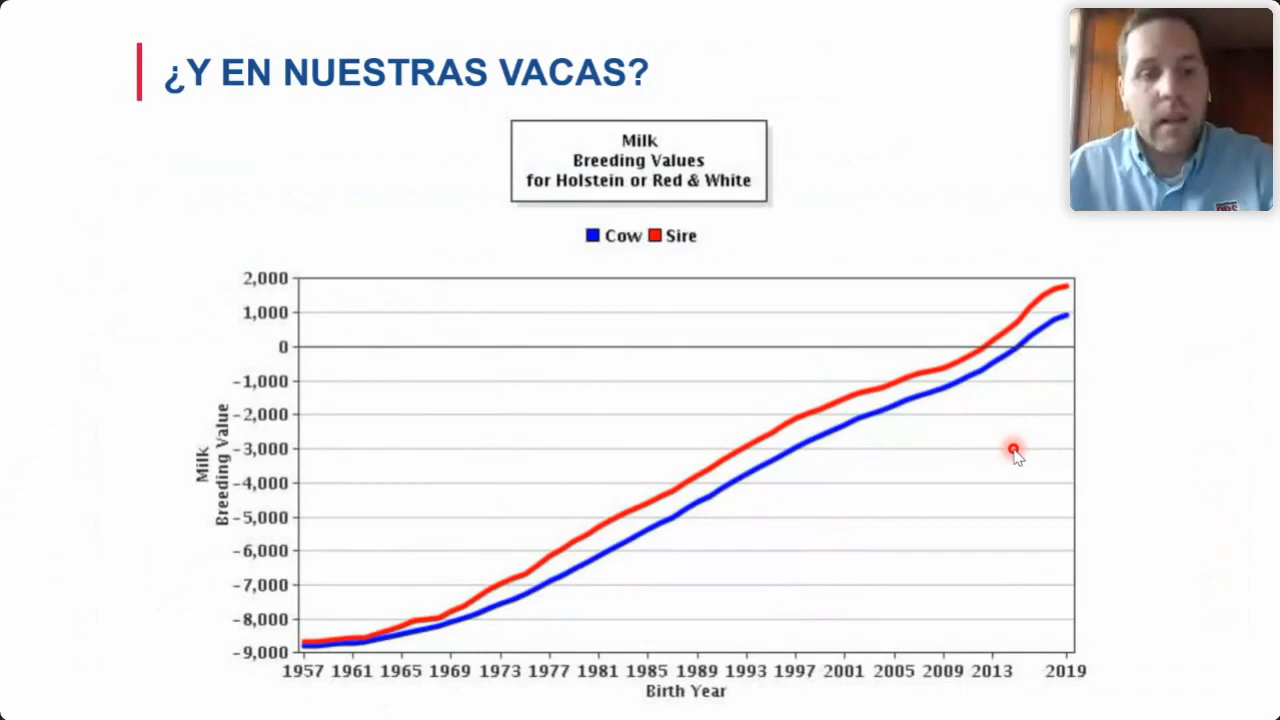 ¿Y EN NUESTRAS VACAS?
Milk
Breeding Values
for Holstein or Red & White
Cow Sire
2,000
1,000
0
-1,000
-2,000
-3,000
-4,000
-5,000
-6,000
-7,000
-8,000
-9,000
Milk
Breeding Value
1957 1961 1965 1969 1973 1977 1981 1985 1989 1993 1997 2001 2005 2009 2013 2019
Birth Year